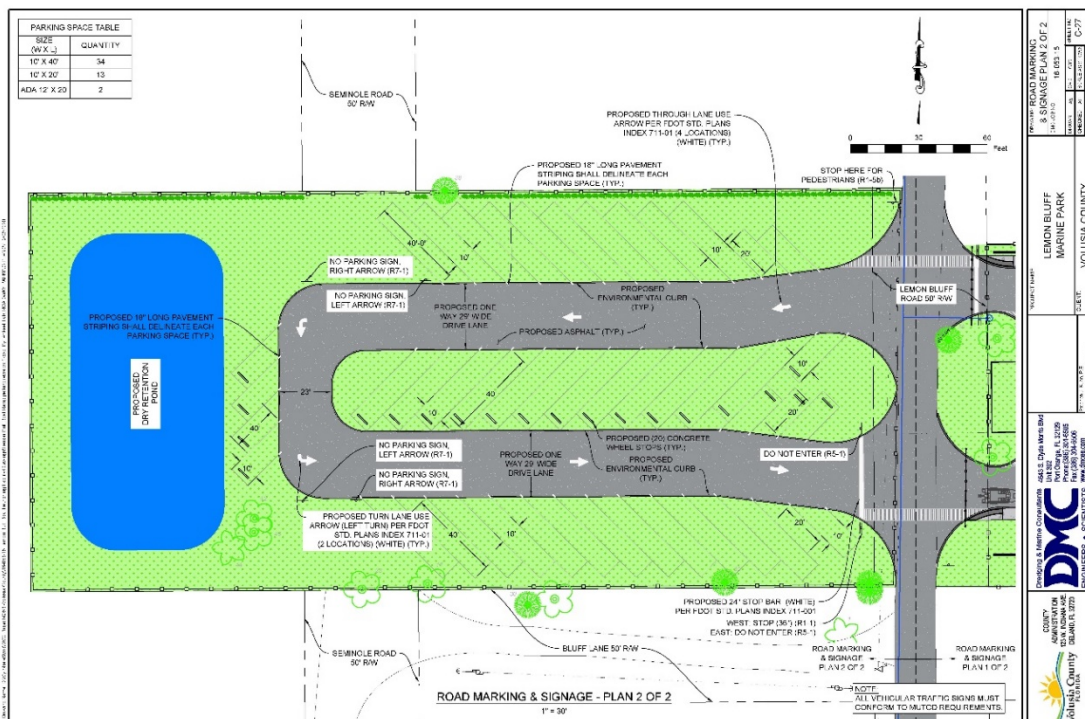 PARKING SPACE TABLE
SIZE
(W X L)
QUANTITY
10' X 40'
34
10' X 20'
13
ADA 12' X 20'
2
SEMINOLE ROAD
50' R/W
PROPOSED THROUGH LANE USE
ARROW PER FDOT STD. PLANS
INDEX 711-01 (4 LOCATIONS)
(WHITE) (TYP.)
0
30
60
Feet
PROPOSED 18" LONG PAVEMENT
STRIPING SHALL DELINEATE EACH
PARKING SPACE (TYP.)
STOP HERE FOR
PEDESTRIANS (R1-5b)
40'-0"
10'
10'
20'
NO PARKING SIGN,
RIGHT ARROW (R7-1)
NO PARKING SIGN,
LEFT ARROW (R7-1)
LEMON BLUFF
ROAD 50' R/W
PROPOSED
ENVIRONMENTAL CURB
(TYP.)
PROPOSED ONE
WAY 29' WIDE
DRIVE LANE
PROPOSED ASPHALT (TYP.)
PROPOSED 18" LONG PAVEMENT
STRIPING SHALL DELINEATE EACH
PARKING SPACE (TYP.)
PROPOSED
DRY RETENTION
POND
40
10'
10'
40
10'
20'
NO PARKING SIGN,
LEFT ARROW (R7-1)
NO PARKING SIGN,
RIGHT ARROW (R7-1)
PROPOSED ONE
WAY 29' WIDE
DRIVE LANE
PROPOSED (20) CONCRETE
WHEEL STOPS (TYP.)
PROPOSED
ENVIRONMENTAL CURB
(TYP.)
DO NOT ENTER (R5-1)
PROPOSED TURN LANE USE
ARROW (LEFT TURN) PER FDOT
STD. PLANS INDEX 711-01
(2 LOCATIONS) (WHITE) (TYP.)
40
10'
20'
10'
PROPOSED 24" STOP BAR (WHITE)
PER FDOT STD. PLANS INDEX 711-001
WEST: STOP (36") (R1-1)
EAST: DO NOT ENTER (R5-1)
SEMINOLE ROAD
50' R/W
BLUFF LANE 50' R/W
ROAD MARKING
& SIGNAGE
PLAN 2 OF 2
ROAD MARKING
& SIGNAGE
PLAN 1 OF 2
ROAD MARKING & SIGNAGE - PLAN 2 OF 2
1" = 30'
NOTE:
ALL VEHICULAR TRAFFIC SIGNS MUST
CONFORM TO MUTCD REQUIREMENTS.
ROAD MARKING
& SIGNAGE PLAN 2 OF 2
C-27
LEMON BLUFF
MARINE PARK
VOLUSIA COUNTY
Dredging & Marine Consultants
DMC
ENGINEERS • SCIENTISTS
COUNTY
ADMINISTRATION
Volusia County
FLORIDA